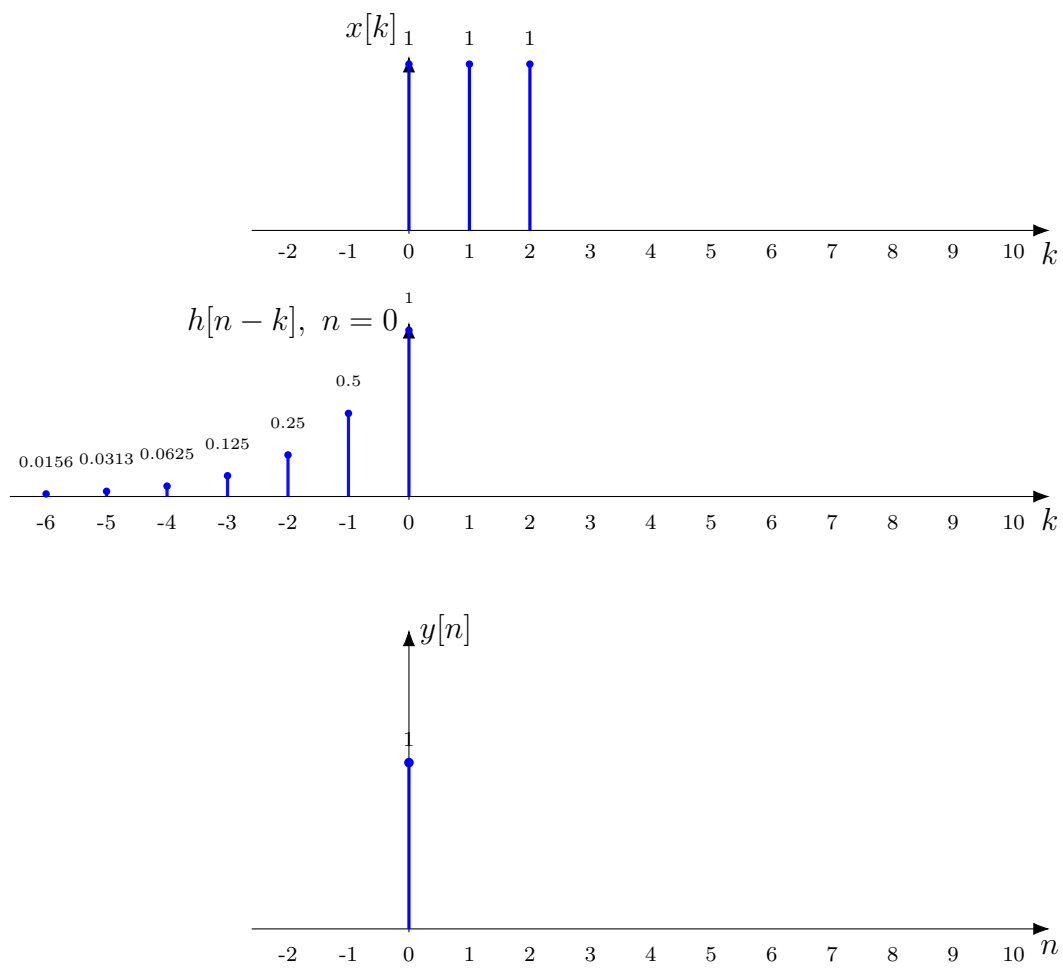 x[k]
1 1 1
-2 -1 0 1 2 3 4 5 6 7 8 9 10
k
1
h[n − k], n = 0
0.5
0.25
0.125
0.0625
0.0313
0.0156
-6 -5 -4 -3 -2 -1 0 1 2 3 4 5 6 7 8 9 10
k
y[n]
1
-2 -1 0 1 2 3 4 5 6 7 8 9 10
n